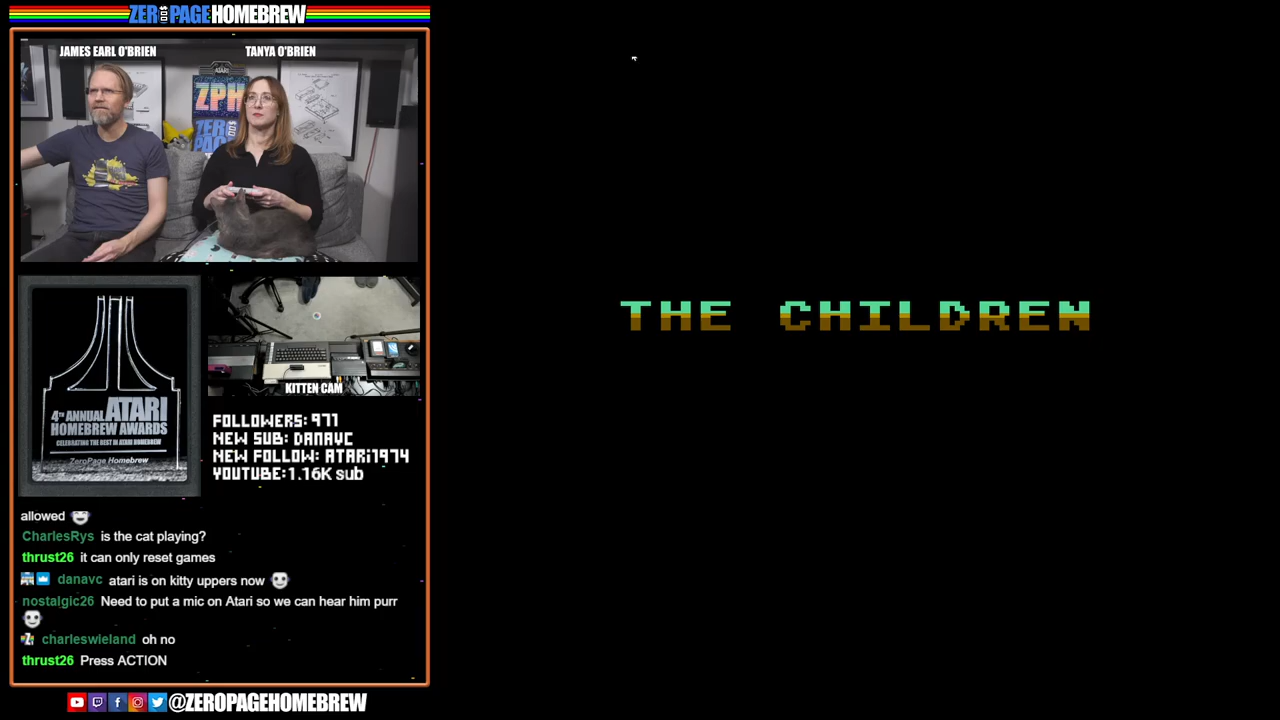 ZEROPAGE HOMEBREW
JAMES EARL O'BRIEN
TANYA O'BRIEN
ATARI
ZPH
ZERO
PAGE
4TH ANNUAL ATARI
HOMEBREW AWARDS
CELEBRATING THE BEST IN ATARI HOMEBREW
ZeroPage Homebrew
KITTEN CAM
FOLLOWERS: 971
NEW SUB: DANAVC
NEW FOLLOW: ATARI1974
YOUTUBE:1.16K sub
THE CHILDREN
allowed
CharlesRys is the cat playing?
thrust26 it can only reset games
danavc atari is on kitty uppers now
nostalgic26 Need to put a mic on Atari so we can hear him purr
charleswieland oh no
thrust26 Press ACTION
@ZEROPAGEHOMEBREW